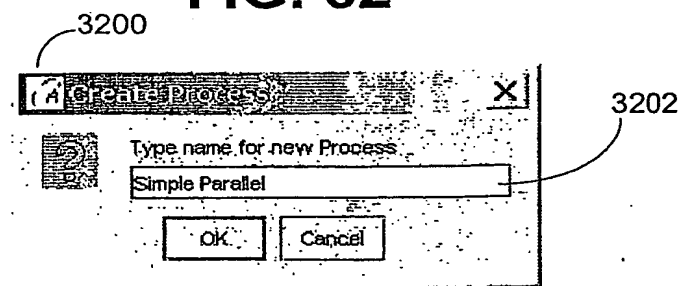 FIG. 32
3200
Create Process
3202
Type name for new Process
Simple Parallel
OK
Cancel